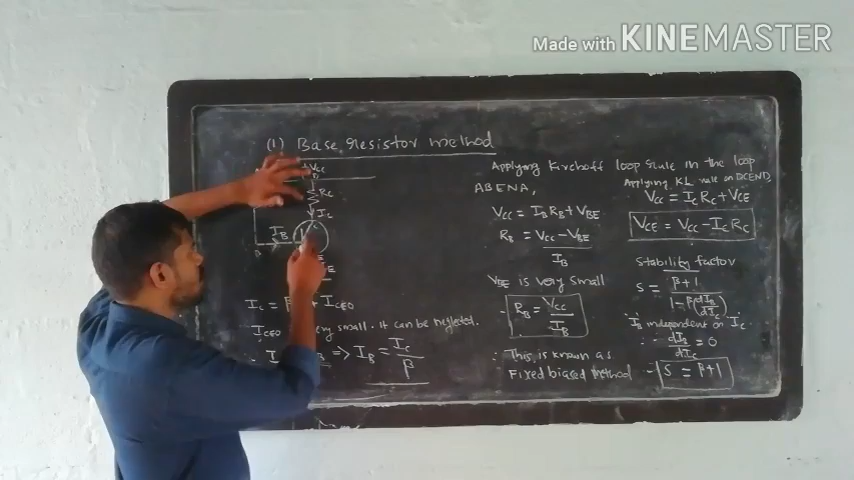 Made with KINEMASTER
(1) Base resistor method
+Vcc
D
Rc
Ic
C
IB
B
E
E
Ic = β + ICEO
ICEO very small. It can be neglected.
∴ I B => IB = Ic/β
Applying Kirchoff loop rule in the loop
ABENA,
Vcc = IB RB + VBE
RB = Vcc - VBE / IB
VBE is very small
∴ RB = Vcc / IB
∴ This is known as
Fixed biased Method
Applying KL rule on DCEND,
Vcc = Ic Rc + VCE
VCE = Vcc - Ic Rc
Stability factor
S = β+1 / 1-β(dIB/dIc)
IB independent on Ic
∴ dIB/dIc = 0
∴ S = β+1